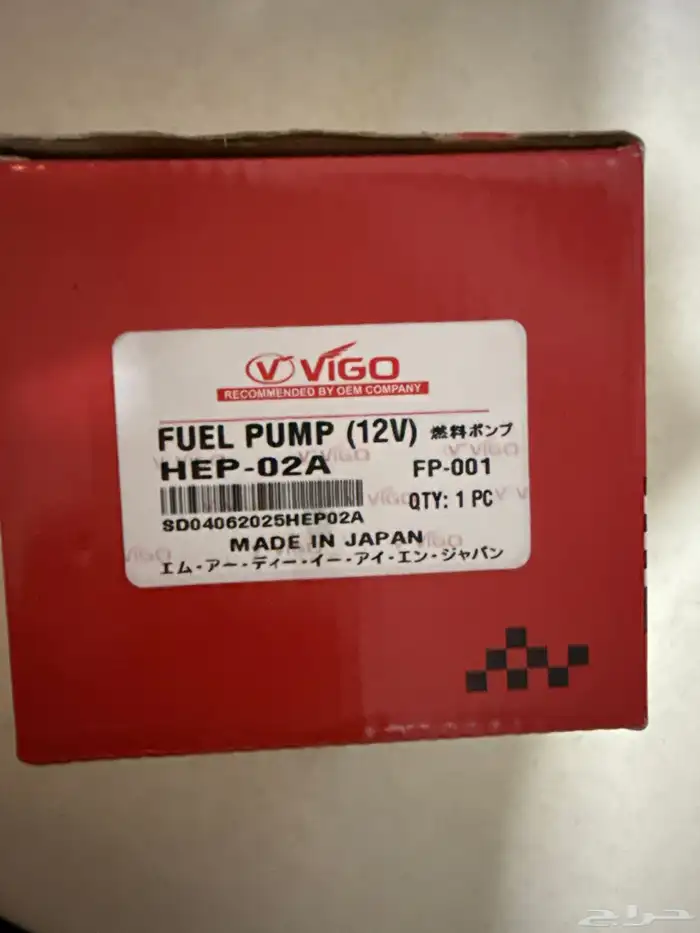 V VIGO
RECOMMENDED BY OEM COMPANY
FUEL PUMP (12V) 燃料ポンプ
HEP-02A FP-001
QTY: 1 PC
SD04062025HEP02A
MADE IN JAPAN
エム・アー・ディー・イー・アイ・エン・ジャパン
حراج